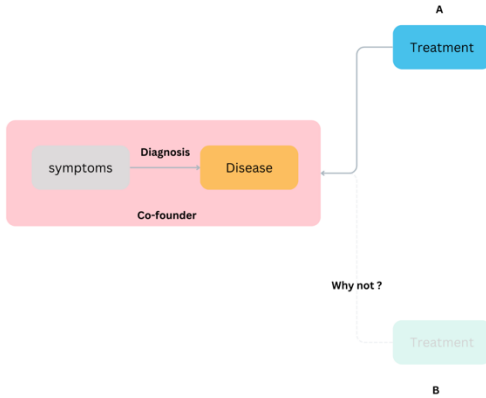 A
Treatment
Diagnosis
symptoms
Disease
Co-founder
Why not ?
Treatment
B